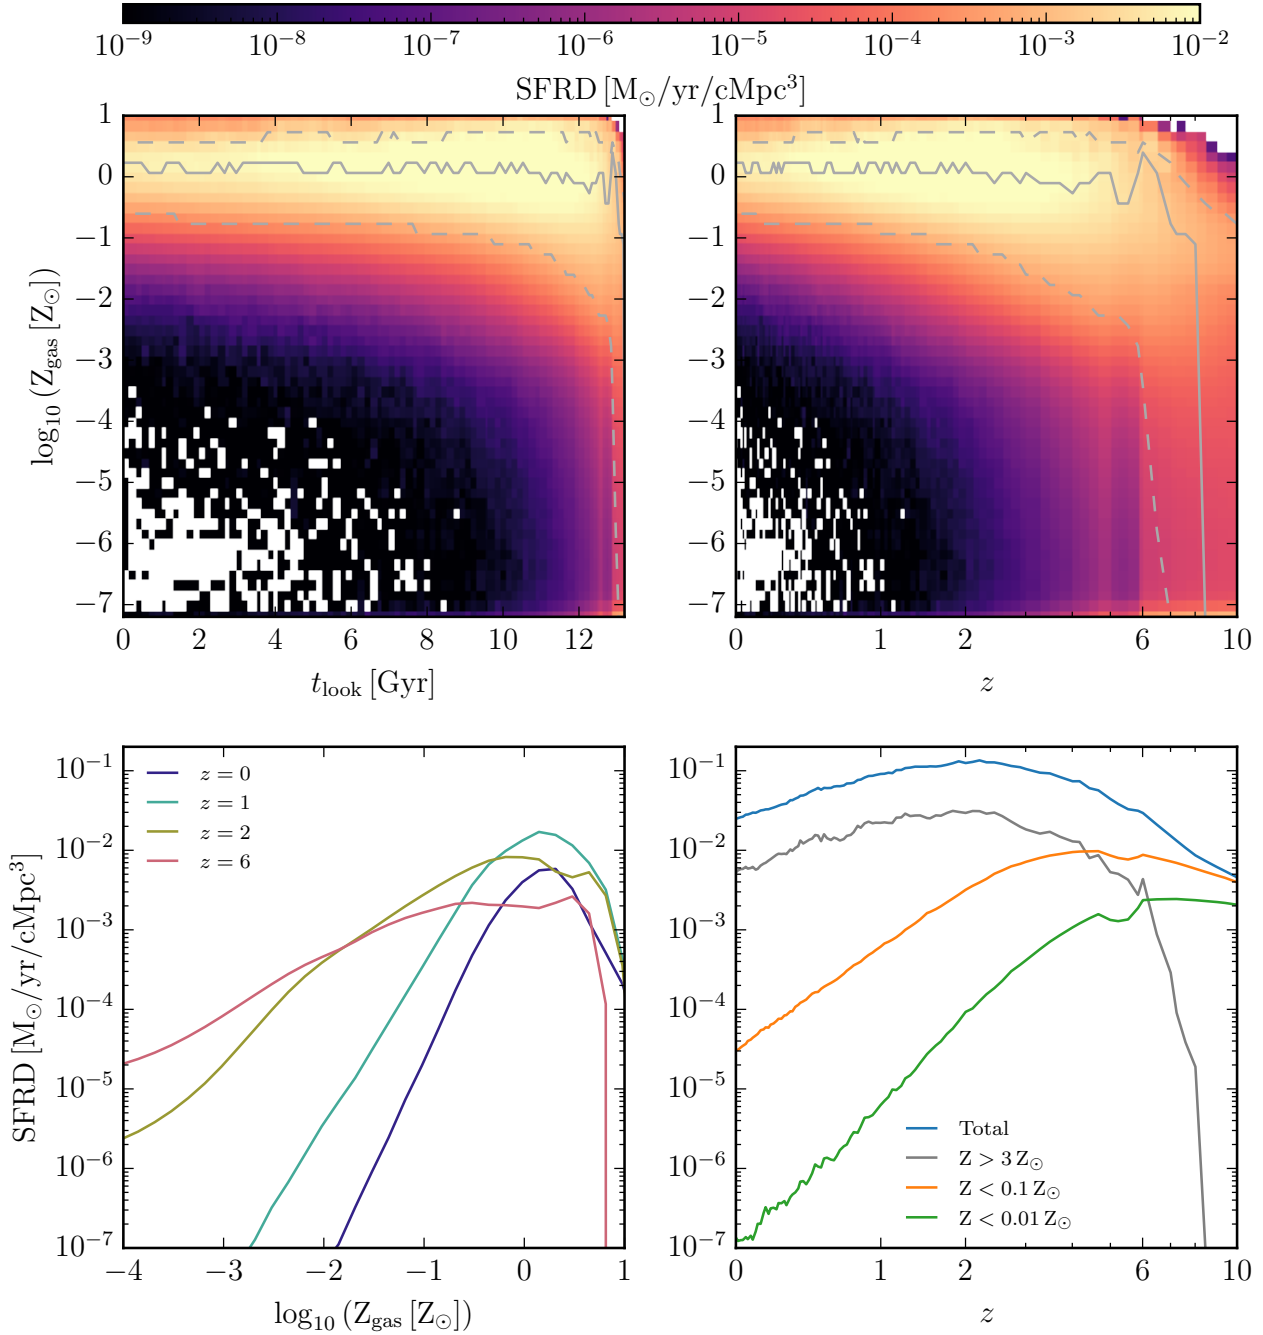 10⁻⁹ 10⁻⁸ 10⁻⁷ 10⁻⁶ 10⁻⁵ 10⁻⁴ 10⁻³ 10⁻²
SFRD [M⊙/yr/cMpc³]
1
0
−1
−2
−3
−4
−5
−6
−7
log₁₀ (Z_gas [Z⊙])
0 2 4 6 8 10 12
t_look [Gyr]
1
0
−1
−2
−3
−4
−5
−6
−7
0 1 2 6 10
z
10⁻¹
10⁻²
10⁻³
10⁻⁴
10⁻⁵
10⁻⁶
10⁻⁷
SFRD [M⊙/yr/cMpc³]
z = 0
z = 1
z = 2
z = 6
−4 −3 −2 −1 0 1
log₁₀ (Z_gas [Z⊙])
10⁻¹
10⁻²
10⁻³
10⁻⁴
10⁻⁵
10⁻⁶
10⁻⁷
Total
Z > 3 Z⊙
Z < 0.1 Z⊙
Z < 0.01 Z⊙
0 1 2 6 10
z